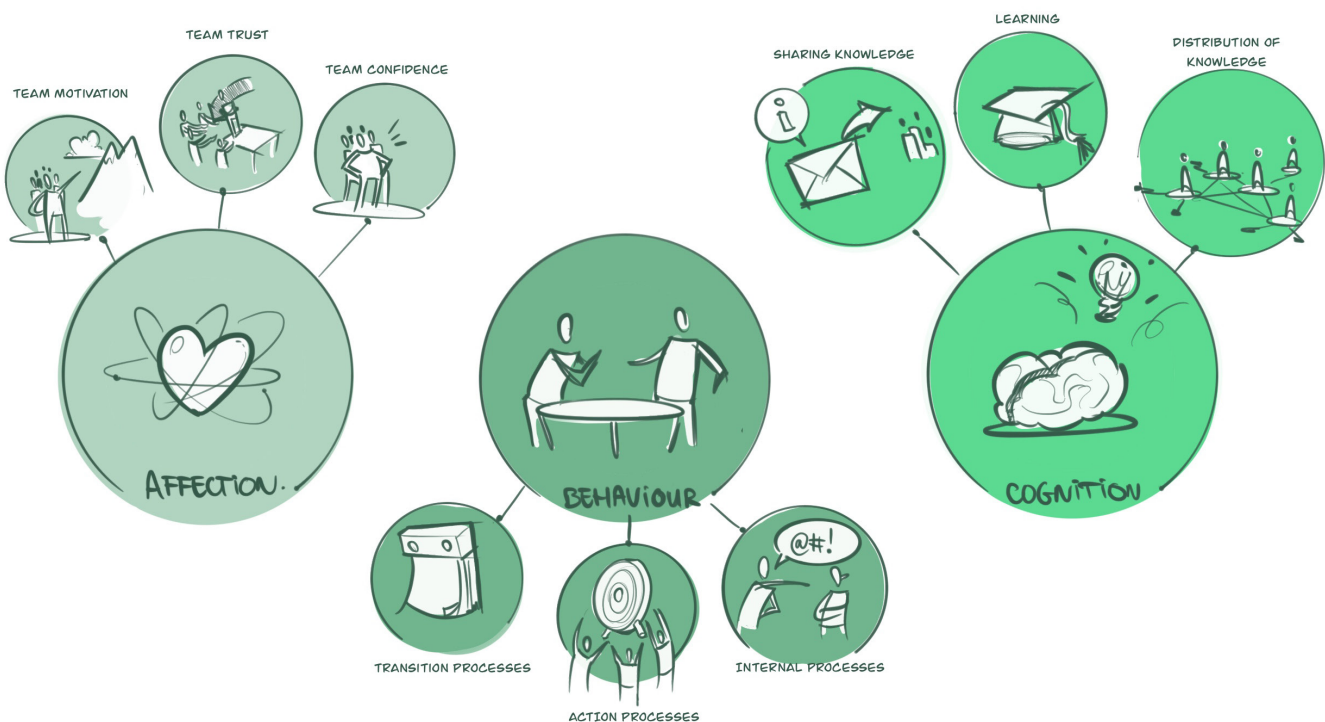 TEAM MOTIVATION
TEAM TRUST
TEAM CONFIDENCE
AFFECTION.
BEHAViOUR
TRANSITION PROCESSES
ACTION PROCESSES
@#!
INTERNAL PROCESSES
SHARING KNOWLEDGE
i
LEARNING
DISTRIBUTION OF
KNOWLEDGE
COGNiTiON